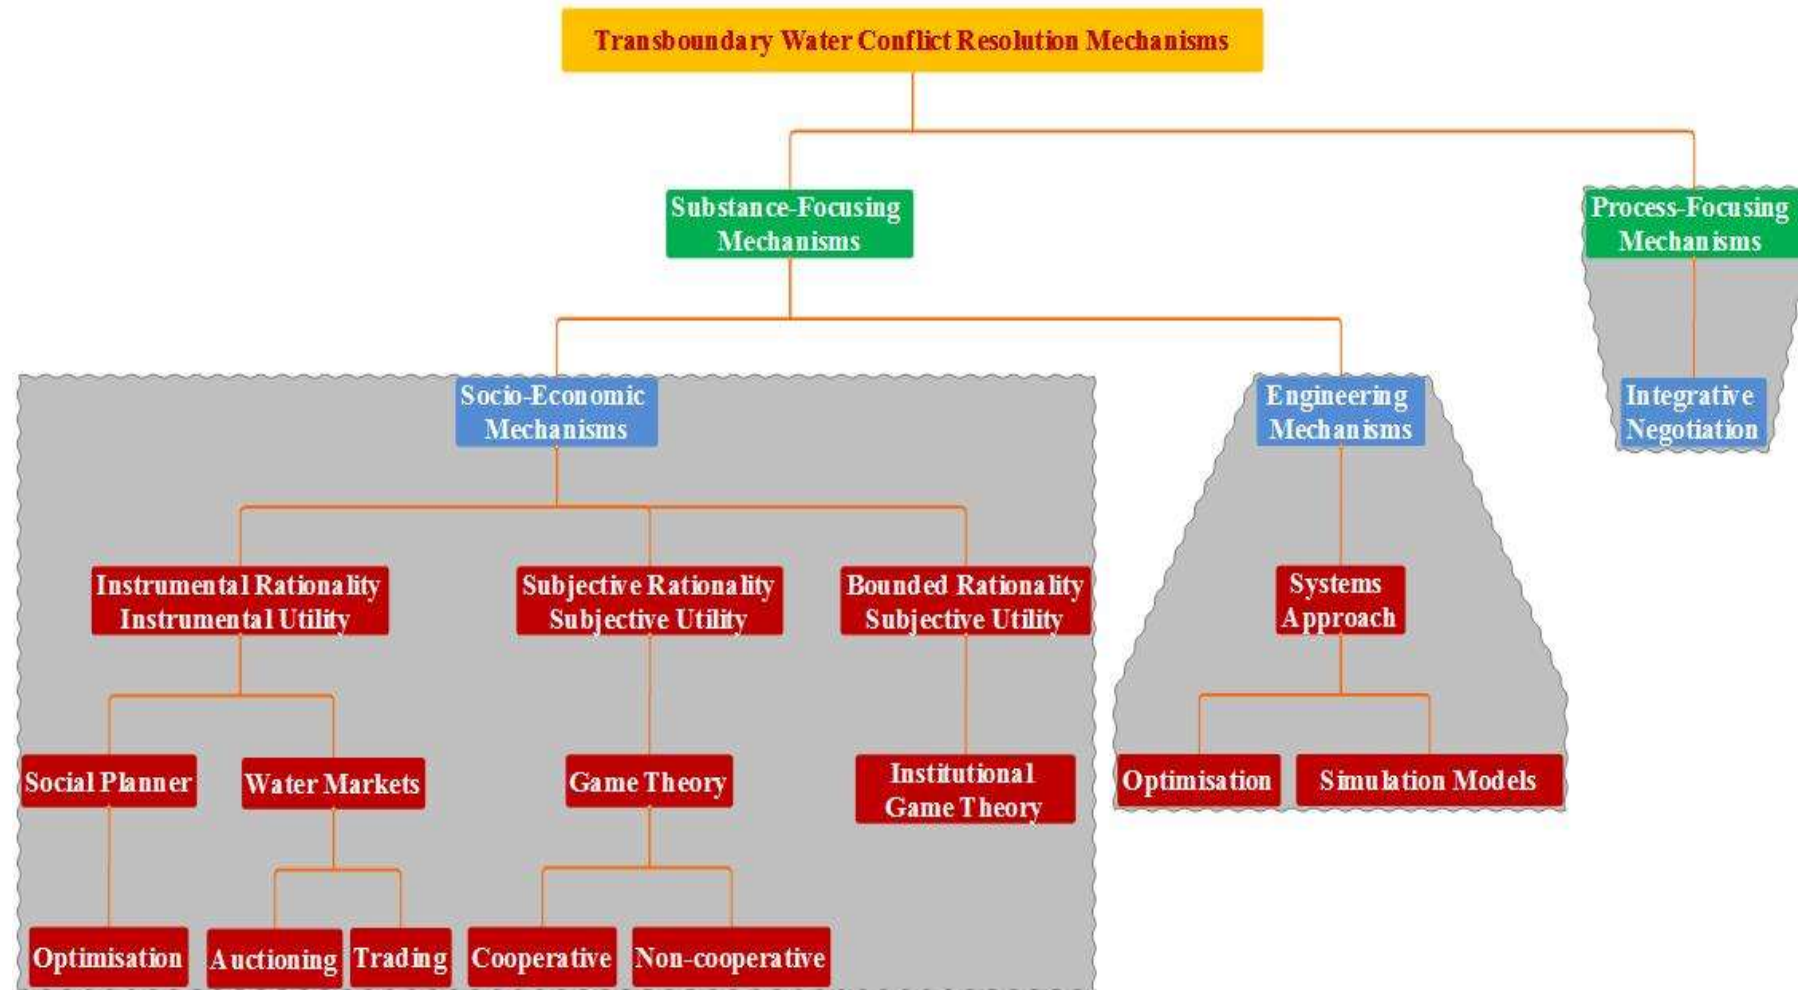 Transboundary Water Conflict Resolution Mechanisms
Substance-Focusing
Mechanisms
Process-Focusing
Mechanisms
Socio-Economic
Mechanisms
Engineering
Mechanisms
Integrative
Negotiation
Instrumental Rationality
Instrumental Utility
Subjective Rationality
Subjective Utility
Bounded Rationality
Subjective Utility
Systems
Approach
Social Planner
Water Markets
Game Theory
Institutional
Game Theory
Optimisation
Simulation Models
Optimisation
Auctioning
Trading
Cooperative
Non-cooperative